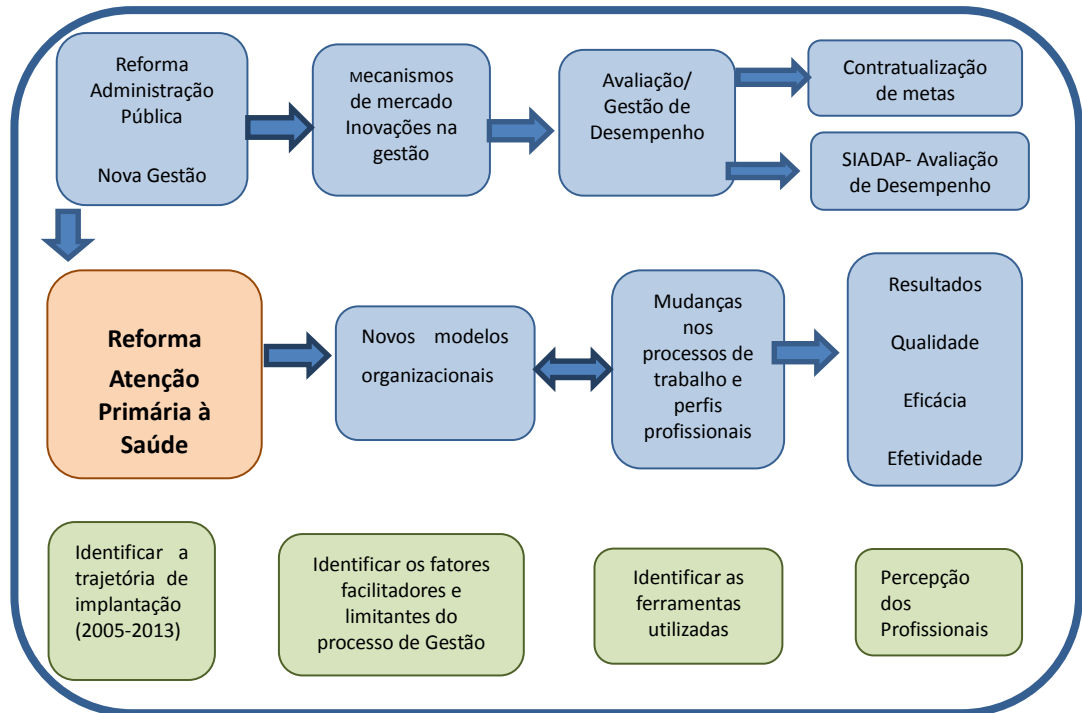 Reforma
Administração
Pública
Nova Gestão
Mecanismos
de mercado
Inovações na
gestão
Avaliação/
Gestão de
Desempenho
Contratualização
de metas
SIADAP- Avaliação
de Desempenho
Reforma
Atenção
Primária à
Saúde
Novos modelos
organizacionais
Mudanças
nos
processos de
trabalho e
perfis
profissionais
Resultados
Qualidade
Eficácia
Efetividade
Identificar a
trajetória de
implantação
(2005-2013)
Identificar os fatores
facilitadores e
limitantes do
processo de Gestão
Identificar as
ferramentas
utilizadas
Percepção
dos
Profissionais